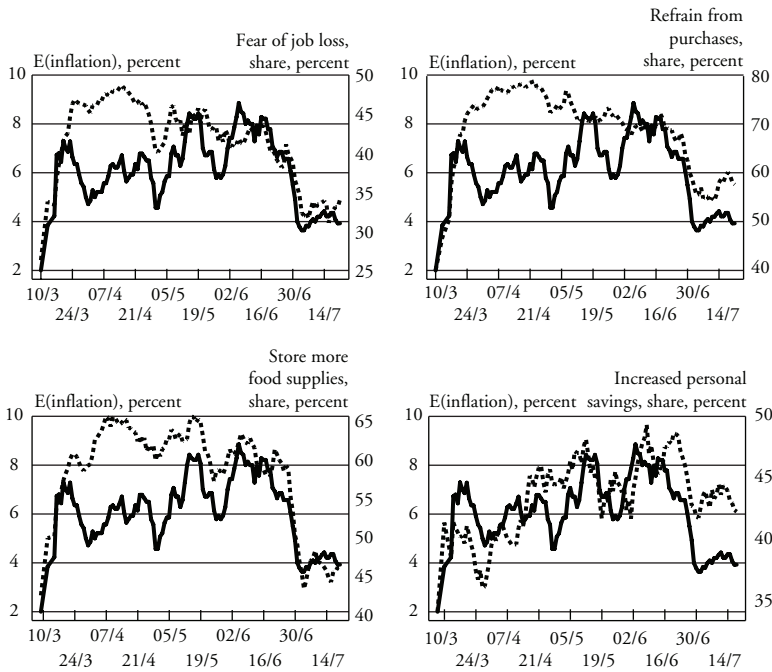 Fear of job loss,
E(inflation), percent share, percent
10 50
8 45
40
6 35
4 30
2 25
10/3 07/4 05/5 02/6 30/6
24/3 21/4 19/5 16/6 14/7
Refrain from
purchases,
E(inflation), percent share, percent
10 80
8 70
6 60
4 50
2 40
10/3 07/4 05/5 02/6 30/6
24/3 21/4 19/5 16/6 14/7
Store more
food supplies,
E(inflation), percent share, percent
10 65
8 60
55
6 50
4 45
2 40
10/3 07/4 05/5 02/6 30/6
24/3 21/4 19/5 16/6 14/7
Increased personal
E(inflation), percent savings, share, percent
10 50
8 45
6 40
4
2 35
10/3 07/4 05/5 02/6 30/6
24/3 21/4 19/5 16/6 14/7